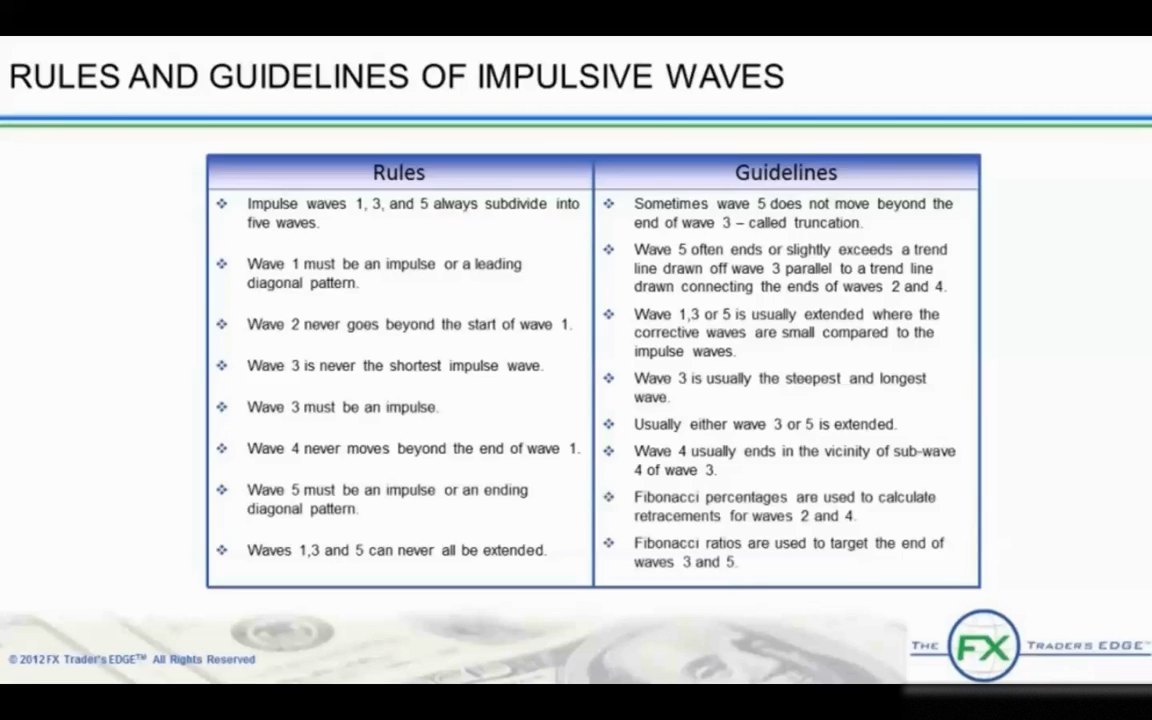 RULES AND GUIDELINES OF IMPULSIVE WAVES
Rules
Impulse waves 1, 3, and 5 always subdivide into
five waves.
Wave 1 must be an impulse or a leading
diagonal pattern.
Wave 2 never goes beyond the start of wave 1.
Wave 3 is never the shortest impulse wave.
Wave 3 must be an impulse.
Wave 4 never moves beyond the end of wave 1.
Wave 5 must be an impulse or an ending
diagonal pattern.
Waves 1,3 and 5 can never all be extended.
Guidelines
Sometimes wave 5 does not move beyond the
end of wave 3 – called truncation.
Wave 5 often ends or slightly exceeds a trend
line drawn off wave 3 parallel to a trend line
drawn connecting the ends of waves 2 and 4.
Wave 1,3 or 5 is usually extended where the
corrective waves are small compared to the
impulse waves.
Wave 3 is usually the steepest and longest
wave.
Usually either wave 3 or 5 is extended.
Wave 4 usually ends in the vicinity of sub-wave
4 of wave 3.
Fibonacci percentages are used to calculate
retracements for waves 2 and 4.
Fibonacci ratios are used to target the end of
waves 3 and 5.
© 2012 FX Trader's EDGE™ All Rights Reserved
THE FX TRADERS EDGE™